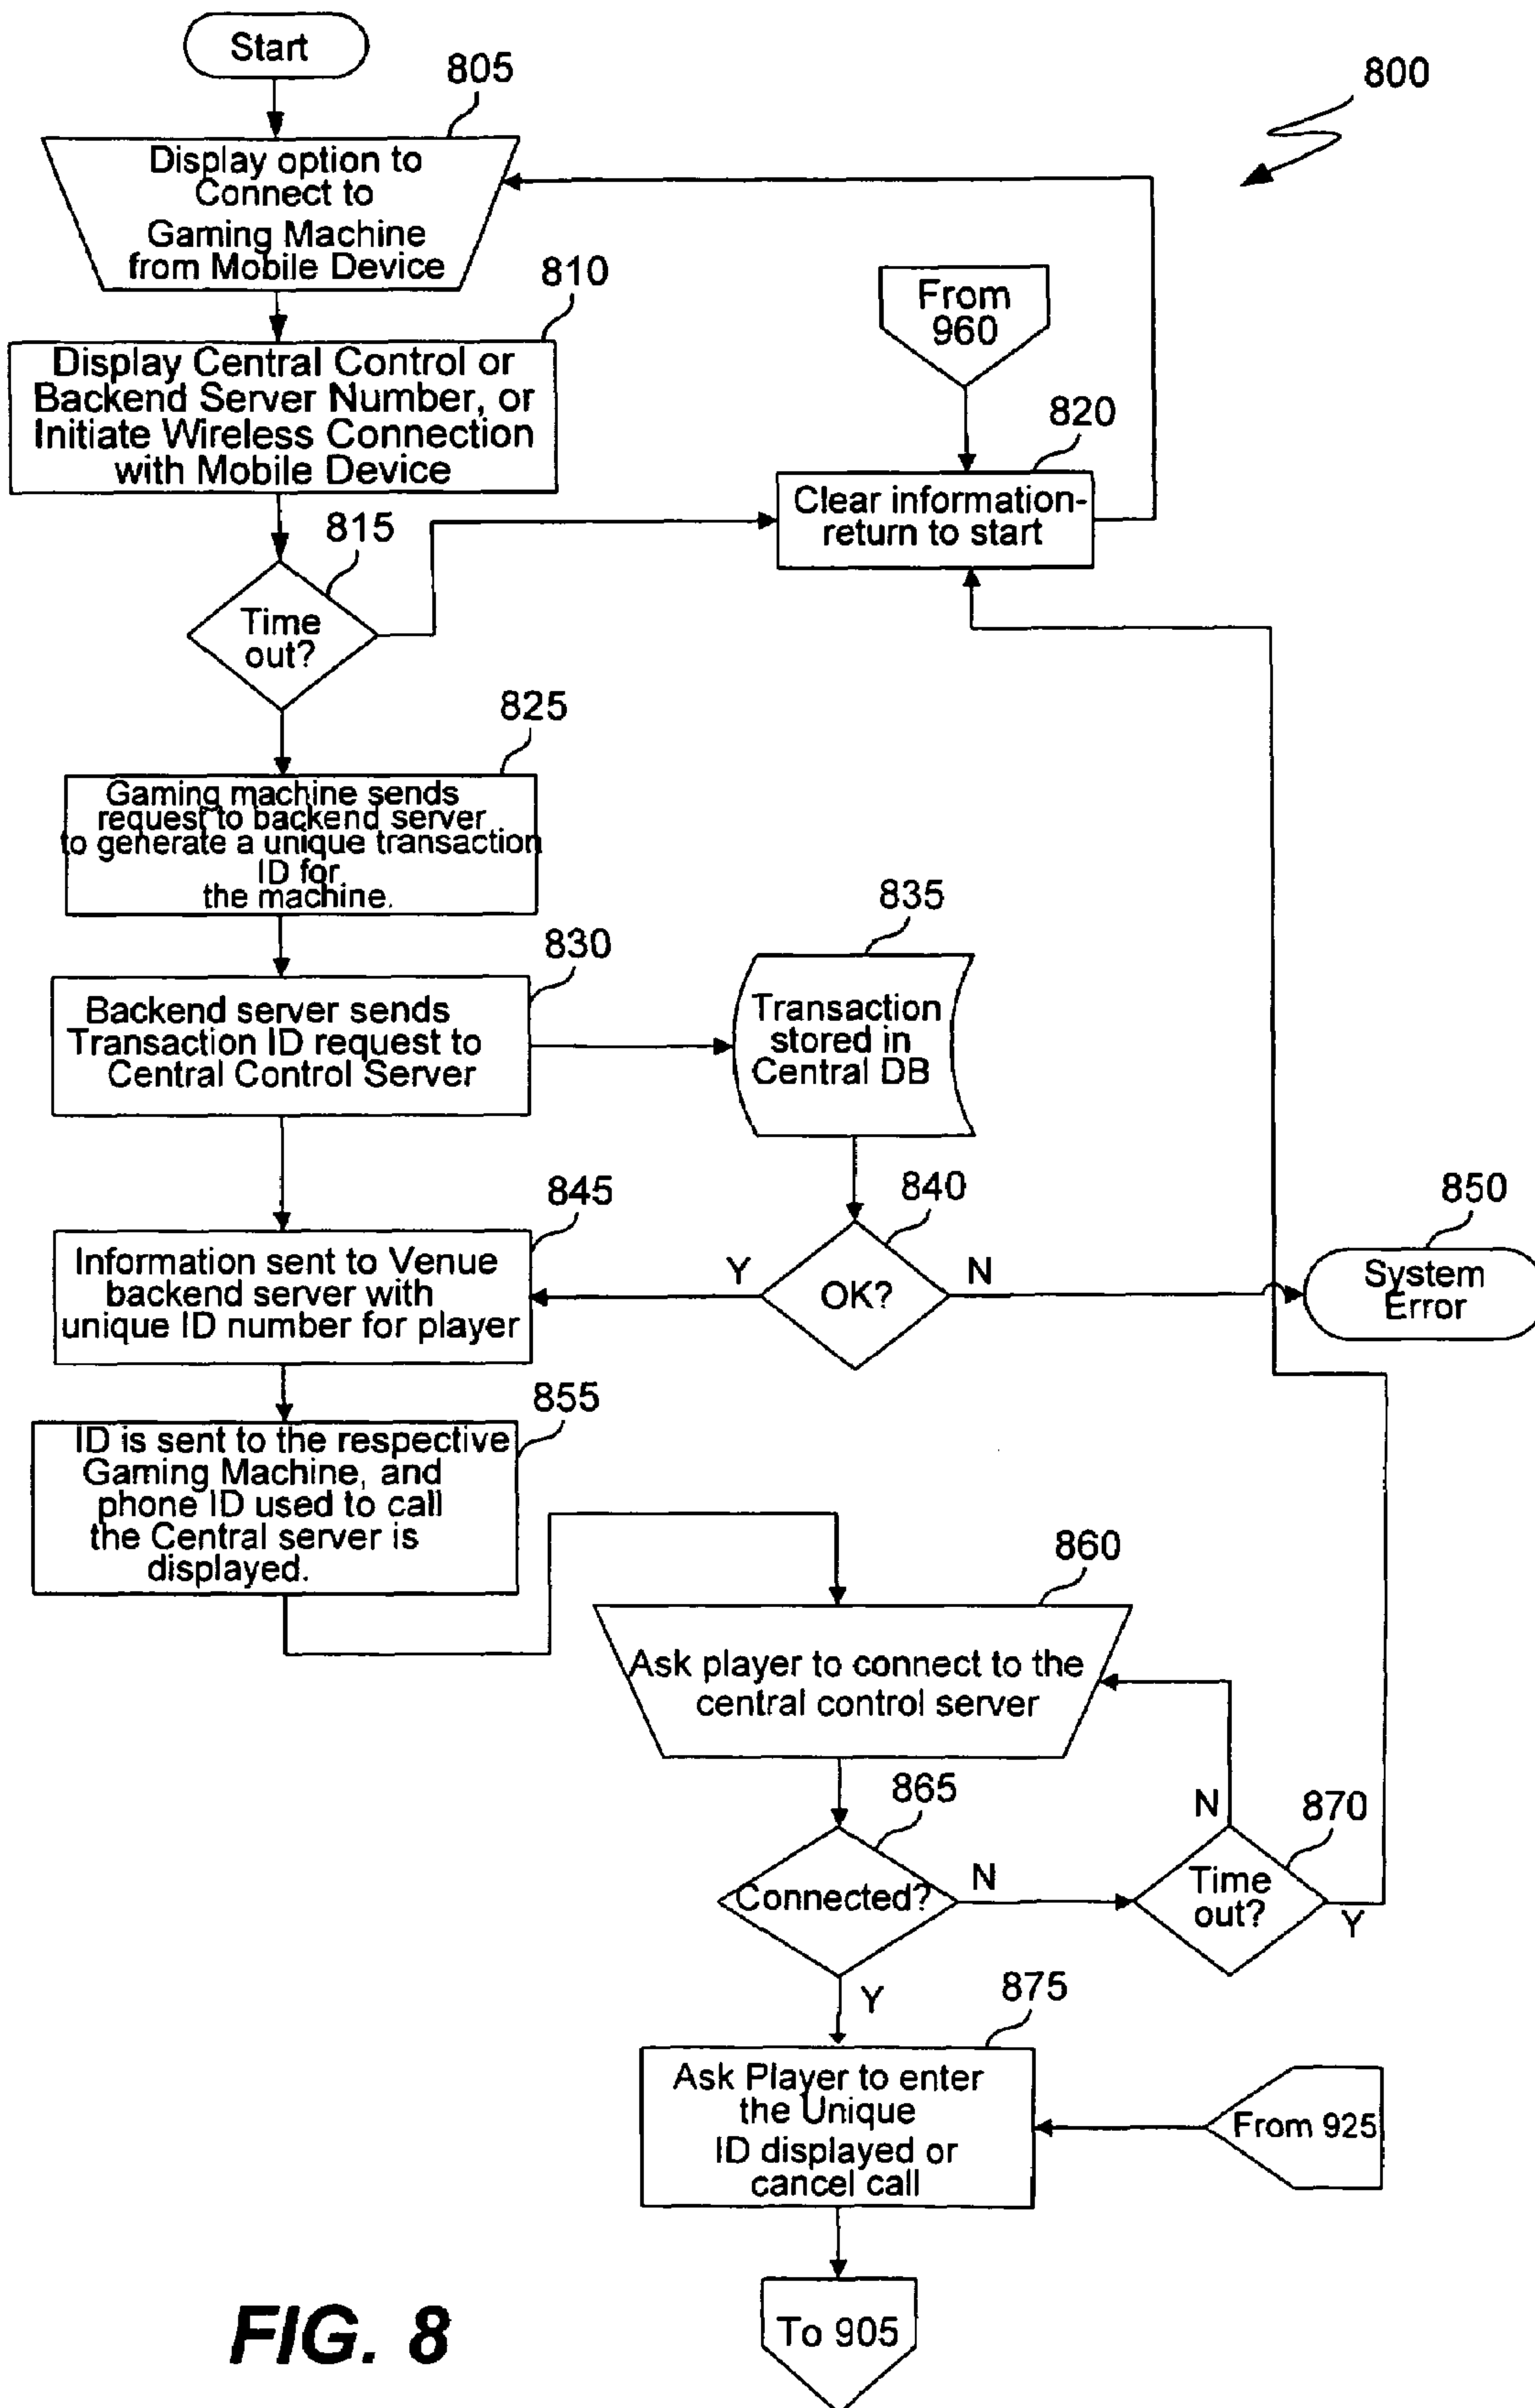 Start
805
800
Display option to
Connect to
Gaming Machine
from Mobile Device
810
From
960
Display Central Control or
Backend Server Number, or
Initiate Wireless Connection
with Mobile Device
820
Clear information-
return to start
815
Time
out?
825
Gaming machine sends
request to backend server
to generate a unique transaction
ID for
the machine.
835
830
Backend server sends
Transaction ID request to
Central Control Server
Transaction
stored in
Central DB
845
840
850
Information sent to Venue
backend server with
unique ID number for player
Y
OK?
N
System
Error
855
ID is sent to the respective
Gaming Machine, and
phone ID used to call
the Central server is
displayed.
860
Ask player to connect to the
central control server
865
N
870
Connected?
N
Time
out?
Y
Y
875
Ask Player to enter
the Unique
ID displayed or
cancel call
From 925
To 905
FIG. 8